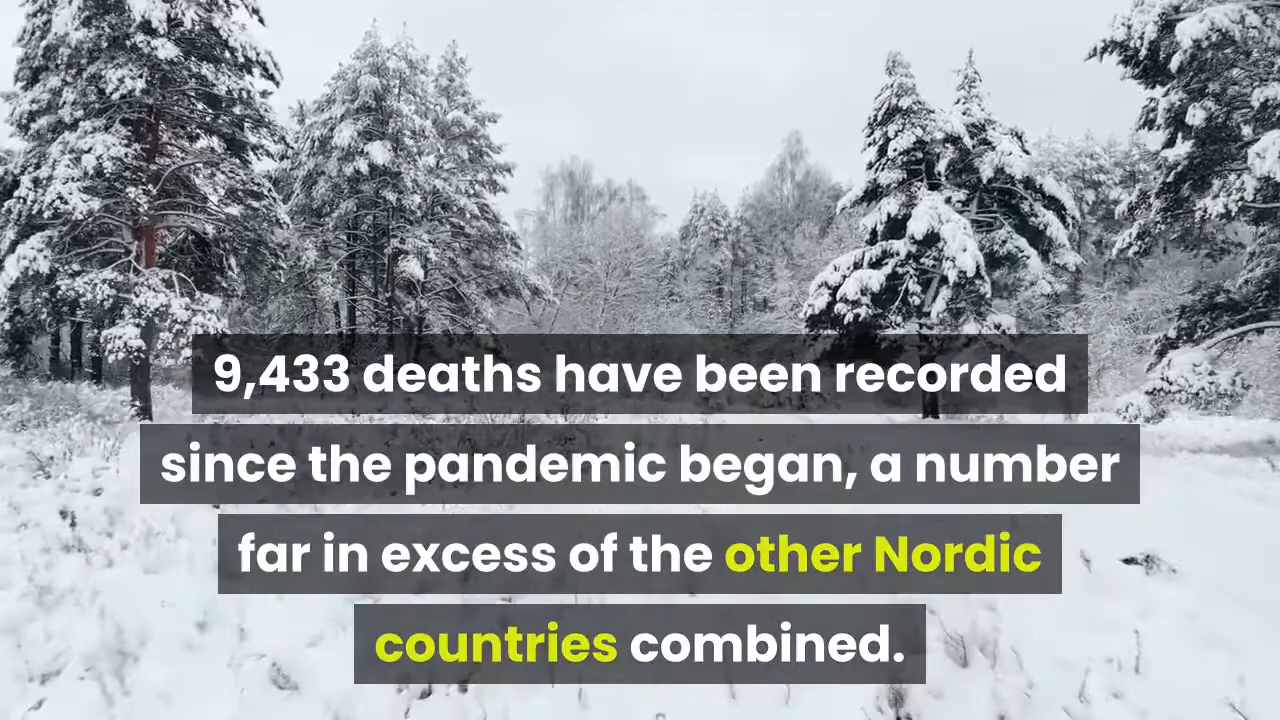 9,433 deaths have been recorded
since the pandemic began, a number
far in excess of the other Nordic
countries combined.